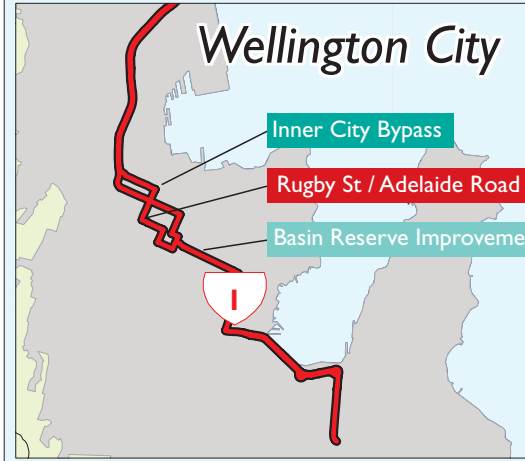 Wellington City
Inner City Bypass
Rugby St / Adelaide Road
Basin Reserve Improveme
1